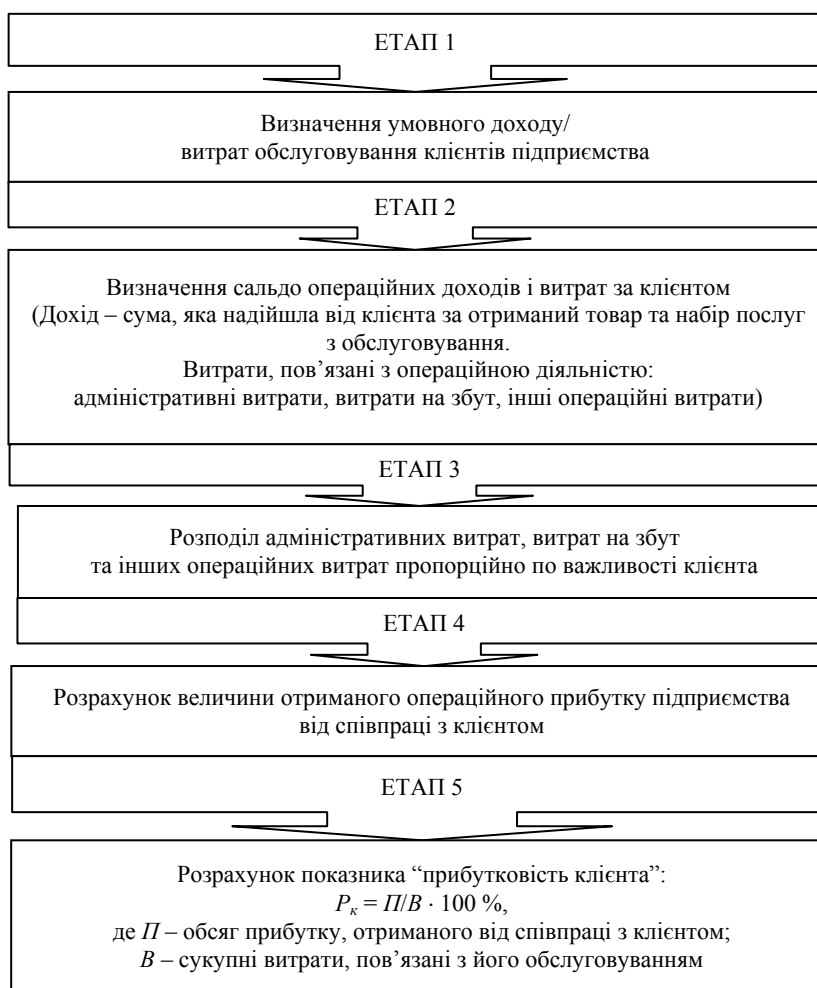 ЕТАП 1
Визначення умовного доходу/
витрат обслуговування клієнтів підприємства
ЕТАП 2
Визначення сальдо операційних доходів і витрат за клієнтом
(Дохід – сума, яка надійшла від клієнта за отриманий товар та набір послуг
з обслуговування.
Витрати, пов’язані з операційною діяльністю:
адміністративні витрати, витрати на збут, інші операційні витрати)
ЕТАП 3
Розподіл адміністративних витрат, витрат на збут
та інших операційних витрат пропорційно по важливості клієнта
ЕТАП 4
Розрахунок величини отриманого операційного прибутку підприємства
від співпраці з клієнтом
ЕТАП 5
Розрахунок показника “прибутковість клієнта”:
Pк = П/В · 100 %,
де П – обсяг прибутку, отриманого від співпраці з клієнтом;
В – сукупні витрати, пов’язані з його обслуговуванням